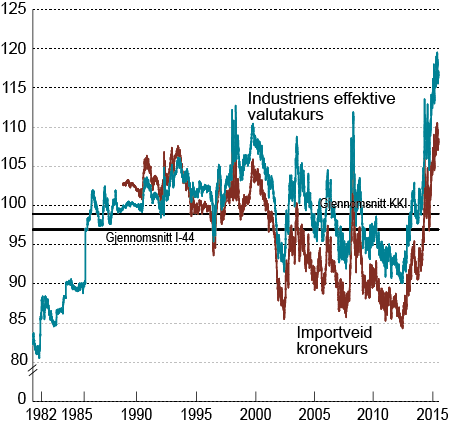 125
120
115
110
105
100
95
90
85
80
0
Industriens effektive
valutakurs
Gjennomsnitt KKI
Gjennomsnitt I-44
Importveid
kronekurs
1982 1985 1990 1995 2000 2005 2010 2015